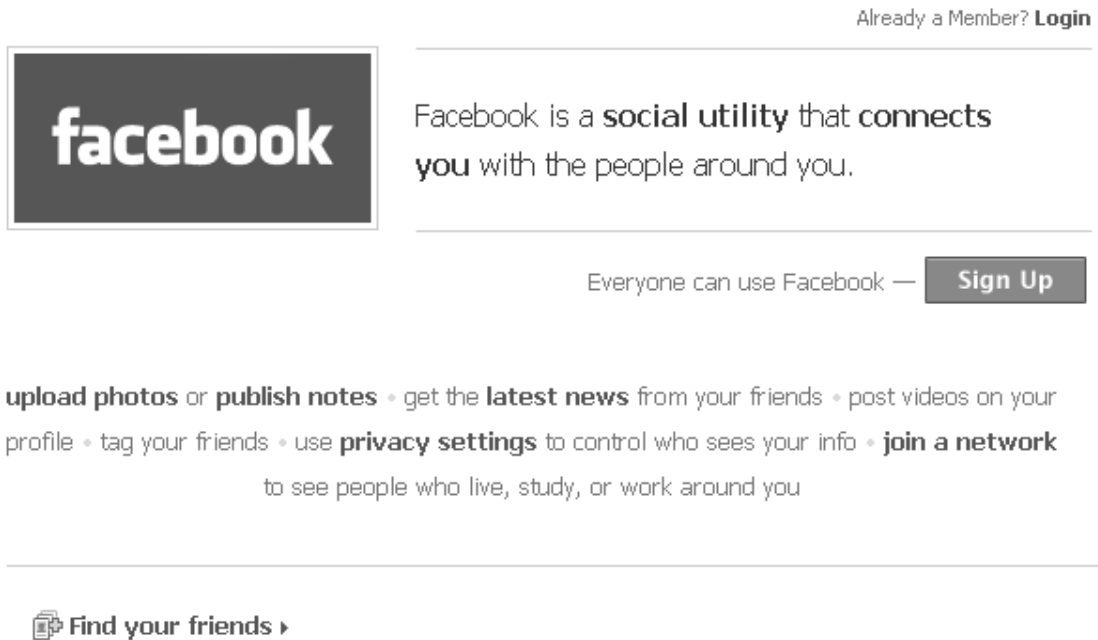 Already a Member? Login
facebook
Facebook is a social utility that connects
you with the people around you.
Everyone can use Facebook — Sign Up
upload photos or publish notes • get the latest news from your friends • post videos on your
profile • tag your friends • use privacy settings to control who sees your info • join a network
to see people who live, study, or work around you
Find your friends